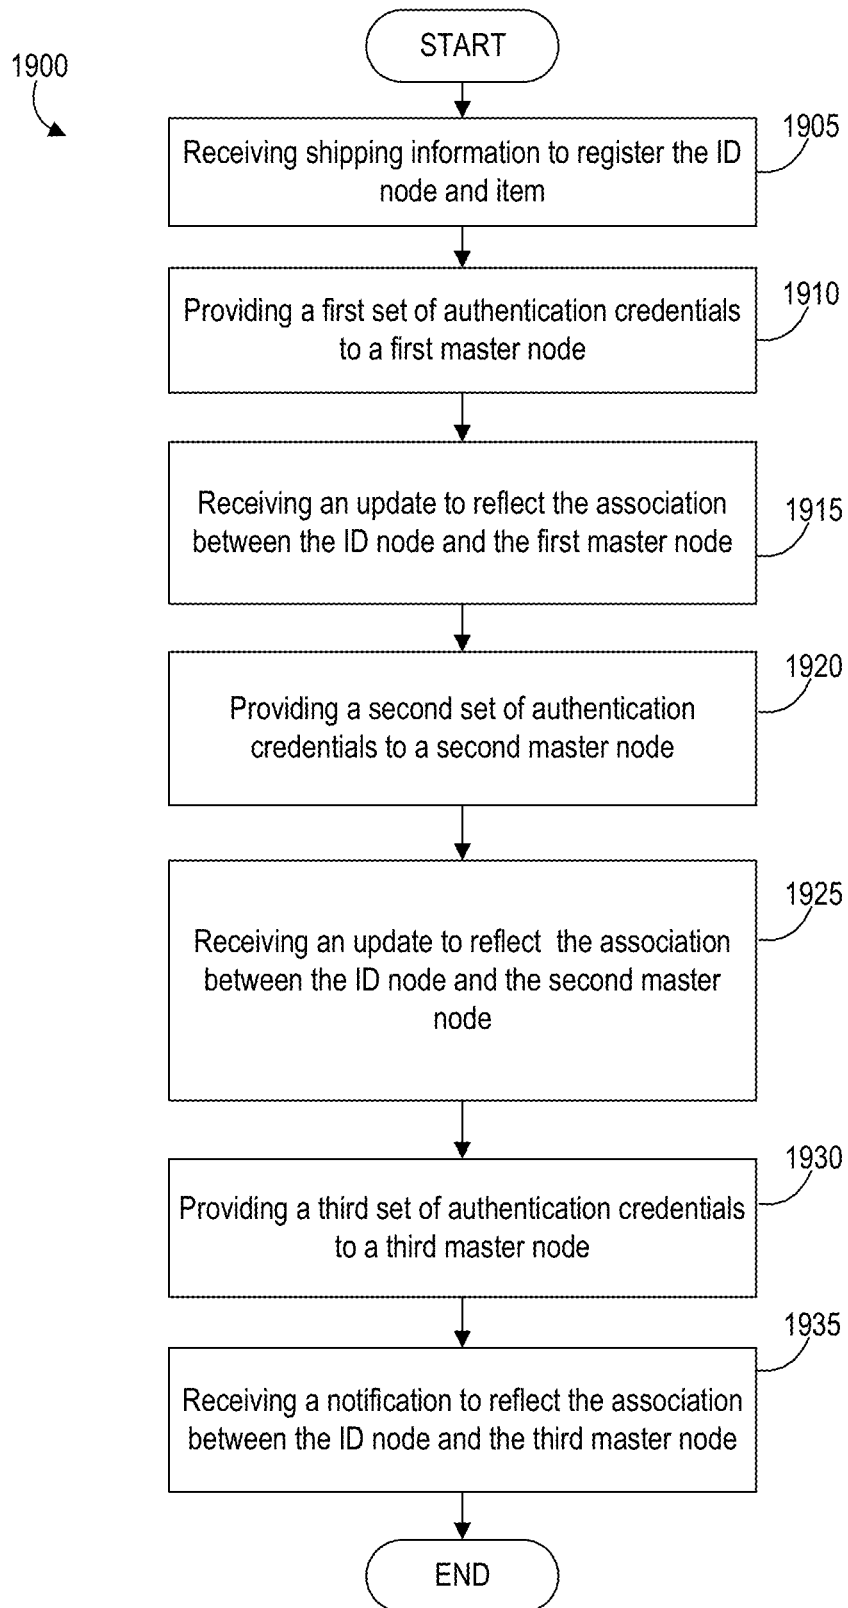 START
1900
1905
Receiving shipping information to register the ID
node and item
1910
Providing a first set of authentication credentials
to a first master node
Receiving an update to reflect the association
1915
between the ID node and the first master node
1920
Providing a second set of authentication
credentials to a second master node
1925
Receiving an update to reflect the association
between the ID node and the second master
node
1930
Providing a third set of authentication credentials
to a third master node
1935
Receiving a notification to reflect the association
between the ID node and the third master node
END